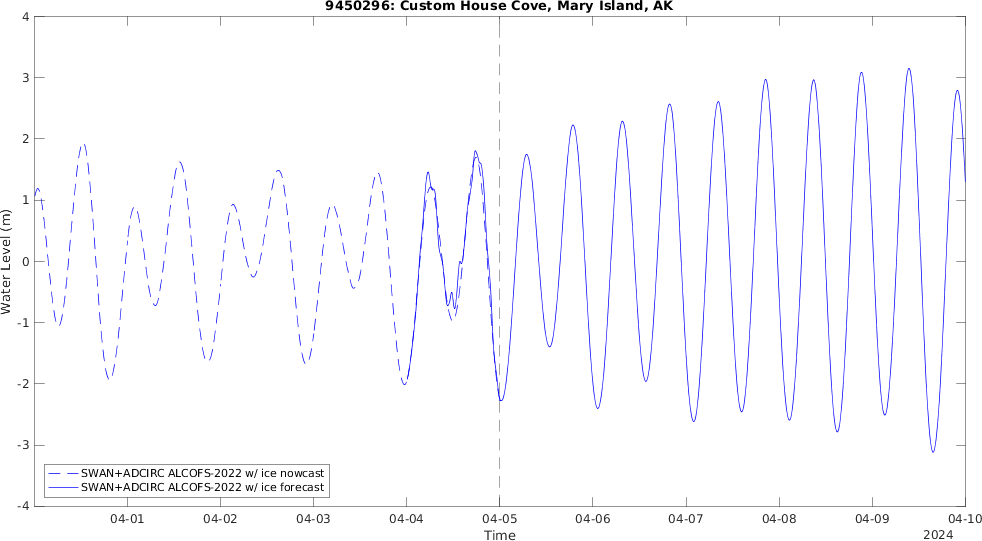 9450296: Custom House Cove, Mary Island, AK
4
3
2
1
0
-1
-2
-3
-4
Water Level (m)
SWAN+ADCIRC ALCOFS-2022 w/ ice nowcast
SWAN+ADCIRC ALCOFS-2022 w/ ice forecast
04-01 04-02 04-03 04-04 04-05 04-06 04-07 04-08 04-09 04-10
Time
2024